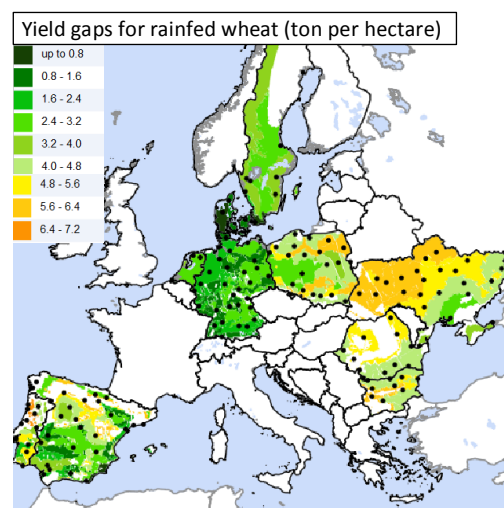 Yield gaps for rainfed wheat (ton per hectare)
up to 0.8
0.8 - 1.6
1.6 - 2.4
2.4 - 3.2
3.2 - 4.0
4.0 - 4.8
4.8 - 5.6
5.6 - 6.4
6.4 - 7.2